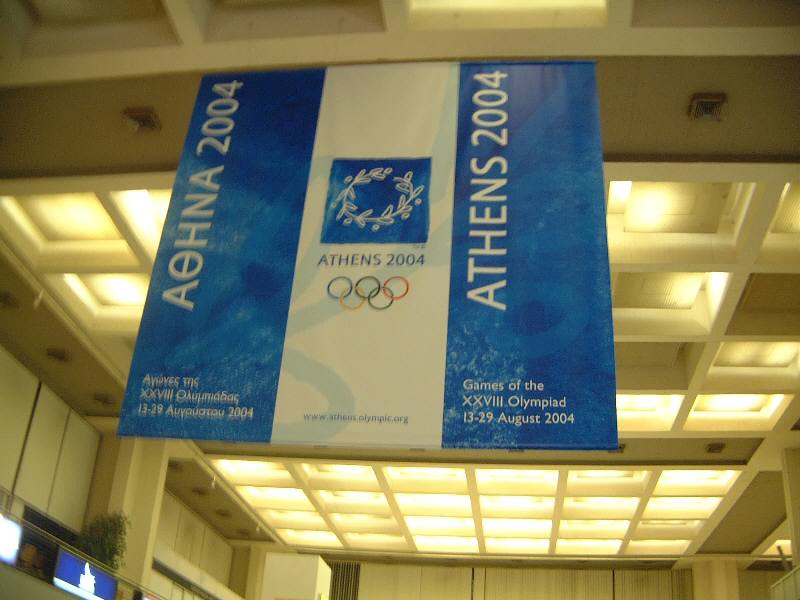 ΑΘΗΝΑ 2004
Αγώνες της
XXVIII Ολυμπιάδας
13-29 Αυγούστου 2004
ATHENS 2004
www.athens.olympic.org
ATHENS 2004
Games of the
XXVIII Olympiad
13-29 August 2004